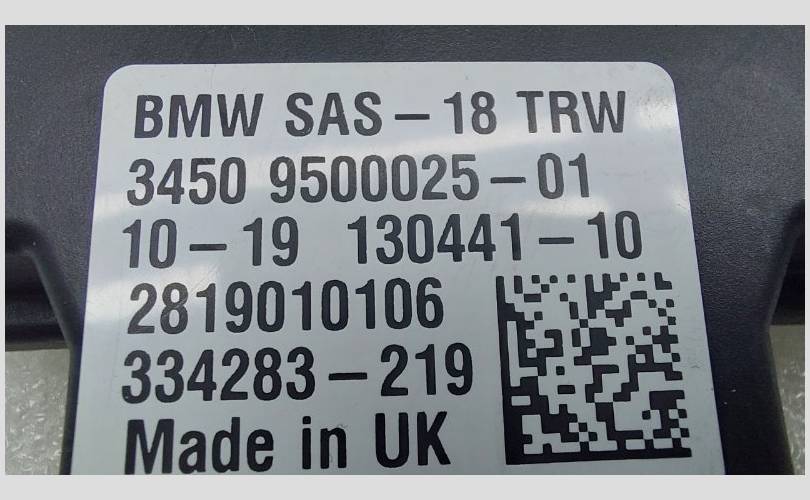 BMW SAS-18 TRW
3450 9500025-01
10-19 130441-10
2819010106
334283-219
Made in UK